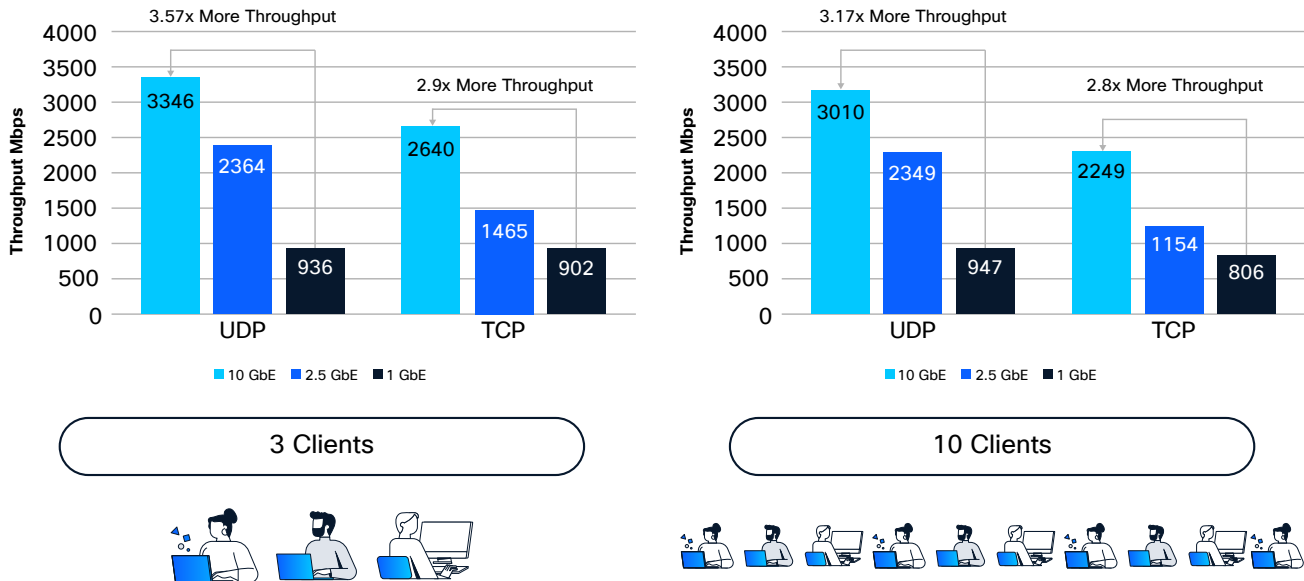 3.57x More Throughput
4000
3500
3000
2500
2000
1500
1000
500
0
Throughput Mbps
2.9x More Throughput
3346
2364
936
2640
1465
902
UDP
TCP
10 GbE 2.5 GbE 1 GbE
3 Clients
3.17x More Throughput
4000
3500
3000
2500
2000
1500
1000
500
0
Throughput Mbps
2.8x More Throughput
3010
2349
947
2249
1154
806
UDP
TCP
10 GbE 2.5 GbE 1 GbE
10 Clients